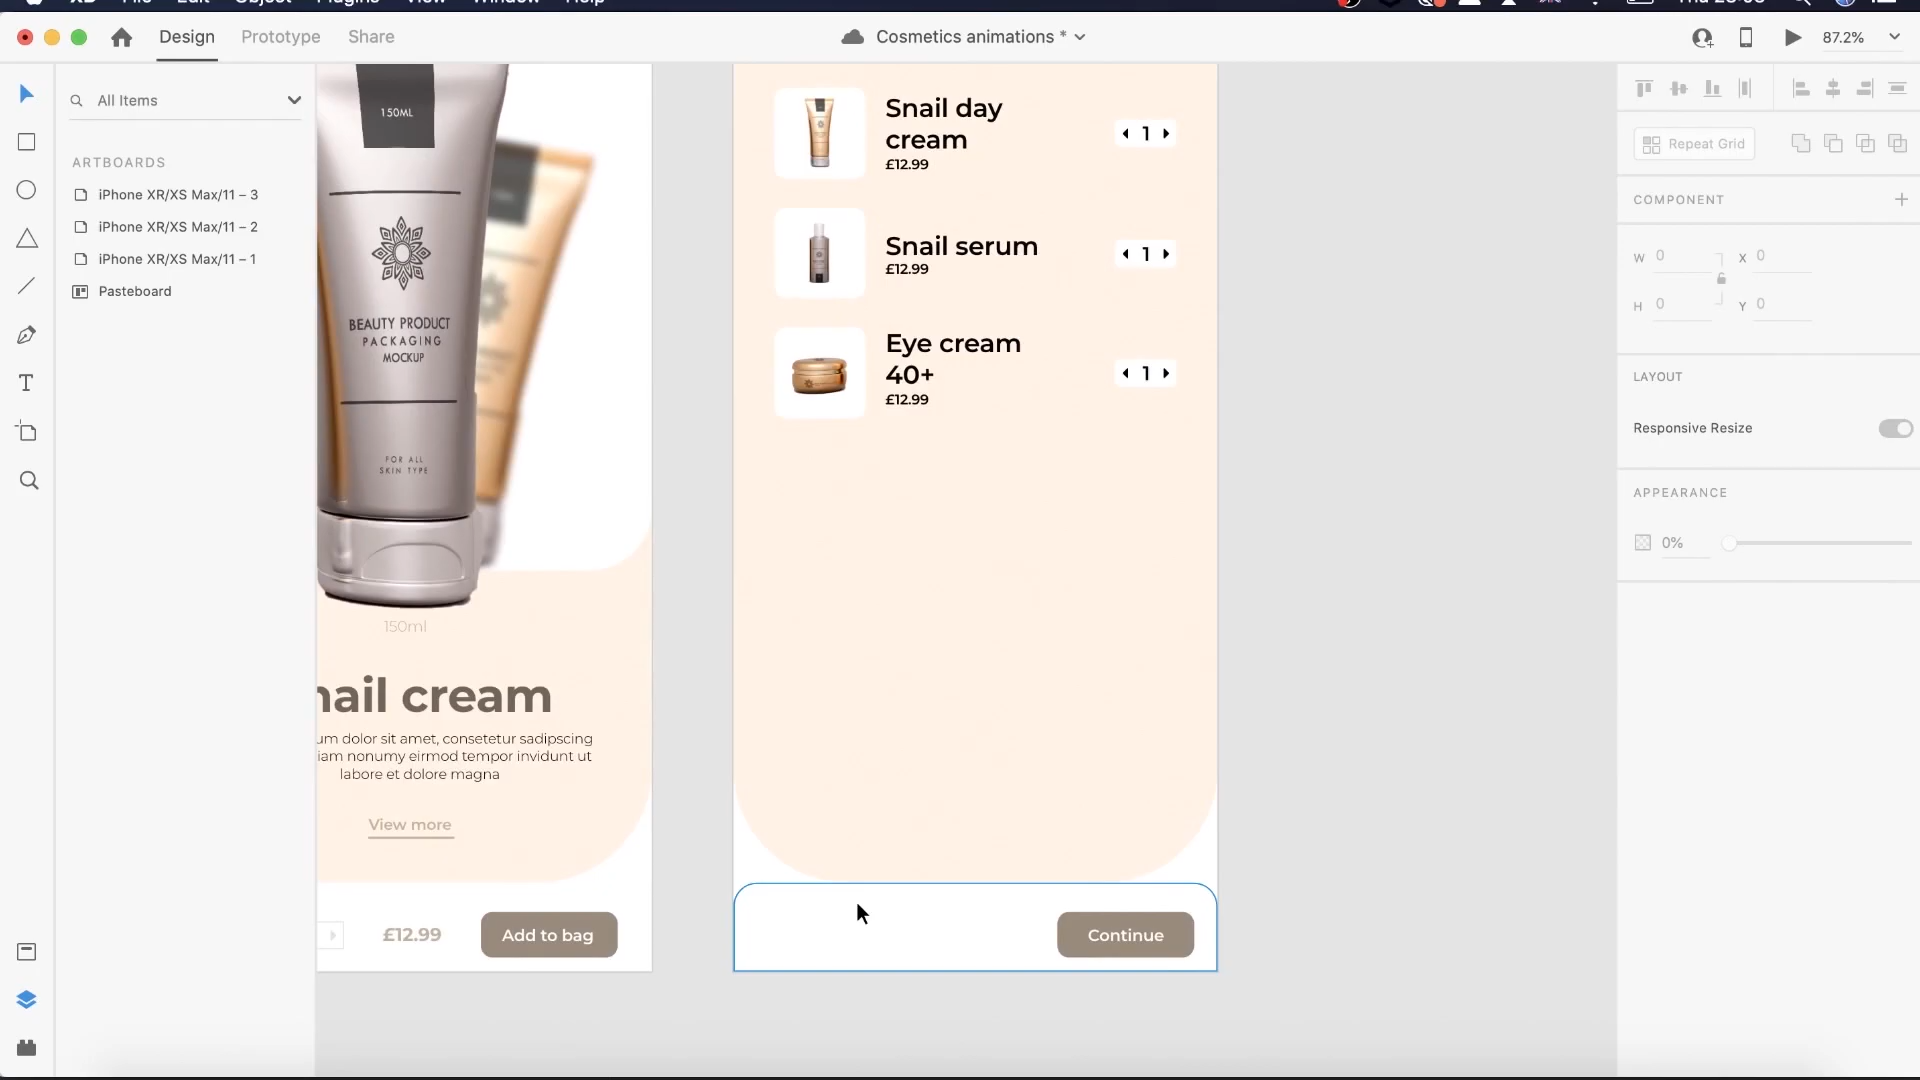 Design
Prototype
Share
Cosmetics animations *
87.2%
All Items
ARTBOARDS
iPhone XR/XS Max/11 – 3
iPhone XR/XS Max/11 – 2
iPhone XR/XS Max/11 – 1
Pasteboard
150ML
BEAUTY PRODUCT
PACKAGING
MOCKUP
FOR ALL
SKIN TYPE
150ml
nail cream
um dolor sit amet, consetetur sadipscing
iam nonumy eirmod tempor invidunt ut
labore et dolore magna
View more
£12.99
Add to bag
Snail day
cream
£12.99
1
Snail serum
£12.99
1
Eye cream
40+
£12.99
1
Continue
Repeat Grid
COMPONENT
W 0
X 0
H 0
Y 0
LAYOUT
Responsive Resize
APPEARANCE
0%